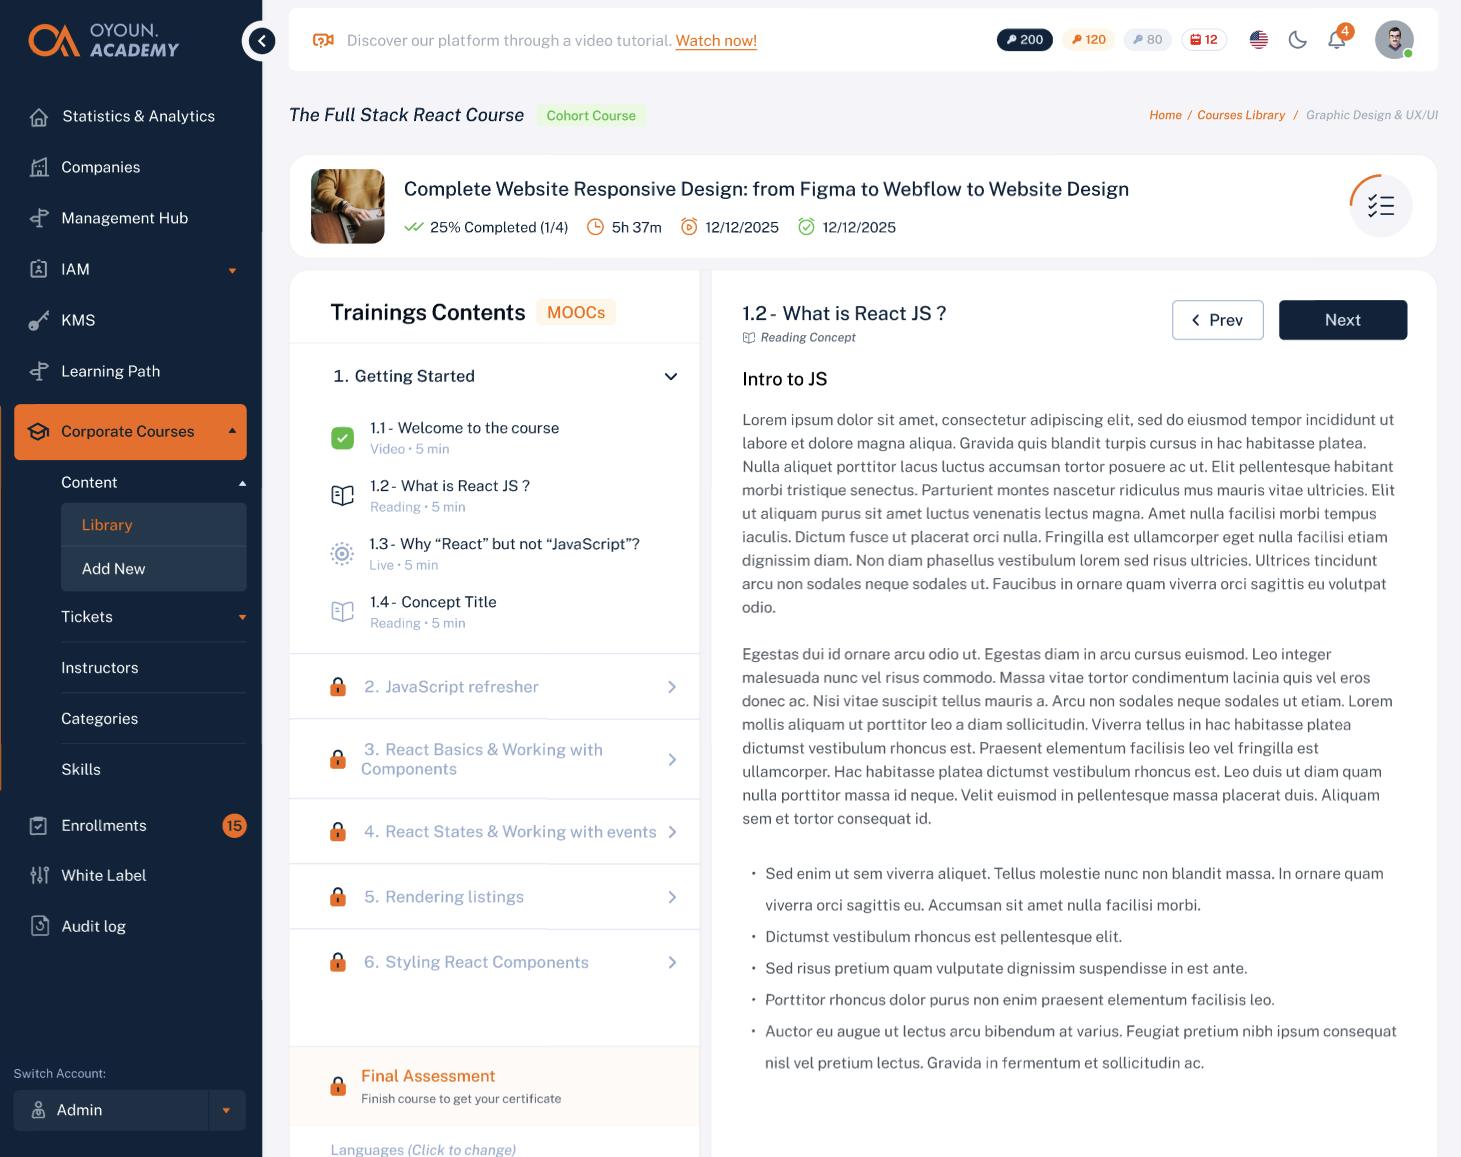 OYOUN.
ACADEMY
Statistics & Analytics
Companies
Management Hub
IAM
KMS
Learning Path
Corporate Courses
Content
Library
Add New
Tickets
Instructors
Categories
Skills
Enrollments
15
White Label
Audit log
Switch Account:
Admin
Discover our platform through a video tutorial. Watch now!
200
120
80
12
4
The Full Stack React Course
Cohort Course
Home / Courses Library / Graphic Design & UX/UI
Complete Website Responsive Design: from Figma to Webflow to Website Design
25% Completed (1/4)
5h 37m
12/12/2025
12/12/2025
Trainings Contents
MOOCs
1. Getting Started
1.1- Welcome to the course
Video • 5 min
1.2- What is React JS ?
Reading • 5 min
1.3- Why “React” but not “JavaScript”?
Live • 5 min
1.4- Concept Title
Reading • 5 min
2. JavaScript refresher
3. React Basics & Working with
Components
4. React States & Working with events
5. Rendering listings
6. Styling React Components
Final Assessment
Finish course to get your certificate
Languages (Click to change)
1.2- What is React JS ?
Reading Concept
Prev
Next
Intro to JS
Lorem ipsum dolor sit amet, consectetur adipiscing elit, sed do eiusmod tempor incididunt ut
labore et dolore magna aliqua. Gravida quis blandit turpis cursus in hac habitasse platea.
Nulla aliquet porttitor lacus luctus accumsan tortor posuere ac ut. Elit pellentesque habitant
morbi tristique senectus. Parturient montes nascetur ridiculus mus mauris vitae ultricies. Elit
ut aliquam purus sit amet luctus venenatis lectus magna. Amet nulla facilisi morbi tempus
iaculis. Dictum fusce ut placerat orci nulla. Fringilla est ullamcorper eget nulla facilisi etiam
dignissim diam. Non diam phasellus vestibulum lorem sed risus ultricies. Ultrices tincidunt
arcu non sodales neque sodales ut. Faucibus in ornare quam viverra orci sagittis eu volutpat
odio.
Egestas dui id ornare arcu odio ut. Egestas diam in arcu cursus euismod. Leo integer
malesuada nunc vel risus commodo. Massa vitae tortor condimentum lacinia quis vel eros
donec ac. Nisi vitae suscipit tellus mauris a. Arcu non sodales neque sodales ut etiam. Lorem
mollis aliquam ut porttitor leo a diam sollicitudin. Viverra tellus in hac habitasse platea
dictumst vestibulum rhoncus est. Praesent elementum facilisis leo vel fringilla est
ullamcorper. Hac habitasse platea dictumst vestibulum rhoncus est. Leo duis ut diam quam
nulla porttitor massa id neque. Velit euismod in pellentesque massa placerat duis. Aliquam
sem et tortor consequat id.
• Sed enim ut sem viverra aliquet. Tellus molestie nunc non blandit massa. In ornare quam
viverra orci sagittis eu. Accumsan sit amet nulla facilisi morbi.
• Dictumst vestibulum rhoncus est pellentesque elit.
• Sed risus pretium quam vulputate dignissim suspendisse in est ante.
• Porttitor rhoncus dolor purus non enim praesent elementum facilisis leo.
• Auctor eu augue ut lectus arcu bibendum at varius. Feugiat pretium nibh ipsum consequat
nisl vel pretium lectus. Gravida in fermentum et sollicitudin ac.